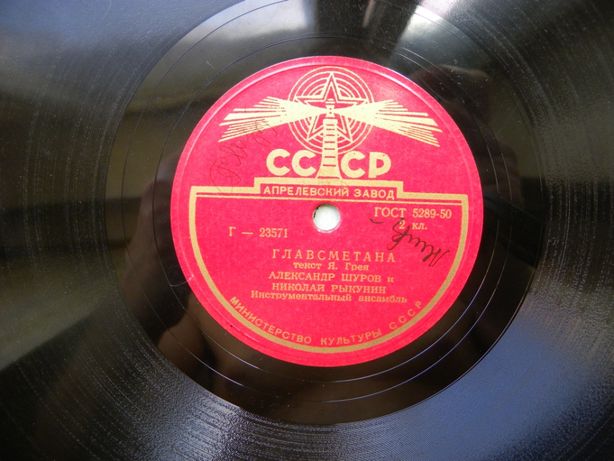 СССР
АПРЕЛЕВСКИЙ ЗАВОД
ГОСТ 5289-50
Г — 23571
2 кл.
ГЛАВСМЕТАНА
текст Я. Грея
АЛЕКСАНДР ШУРОВ и
НИКОЛАЙ РЫКУНИН
Инструментальный ансамбль
МИНИСТЕРСТВО КУЛЬТУРЫ СССР